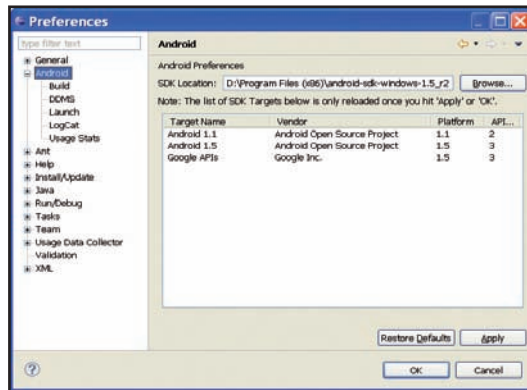 Preferences
type filter text
General
Android
Build
DDMS
Launch
LogCat
Usage Stats
Ant
Help
Install/Update
Java
Run/Debug
Tasks
Team
Usage Data Collector
Validation
XML
Android
Android Preferences
SDK Location: D:\Program Files (x86)\android-sdk-windows-1.5_r2 Browse...
Note: The list of SDK Targets below is only reloaded once you hit 'Apply' or 'OK'.
Target Name Vendor Platform API...
Android 1.1 Android Open Source Project 1.1 2
Android 1.5 Android Open Source Project 1.5 3
Google APIs Google Inc. 1.5 3
Restore Defaults Apply
? OK Cancel